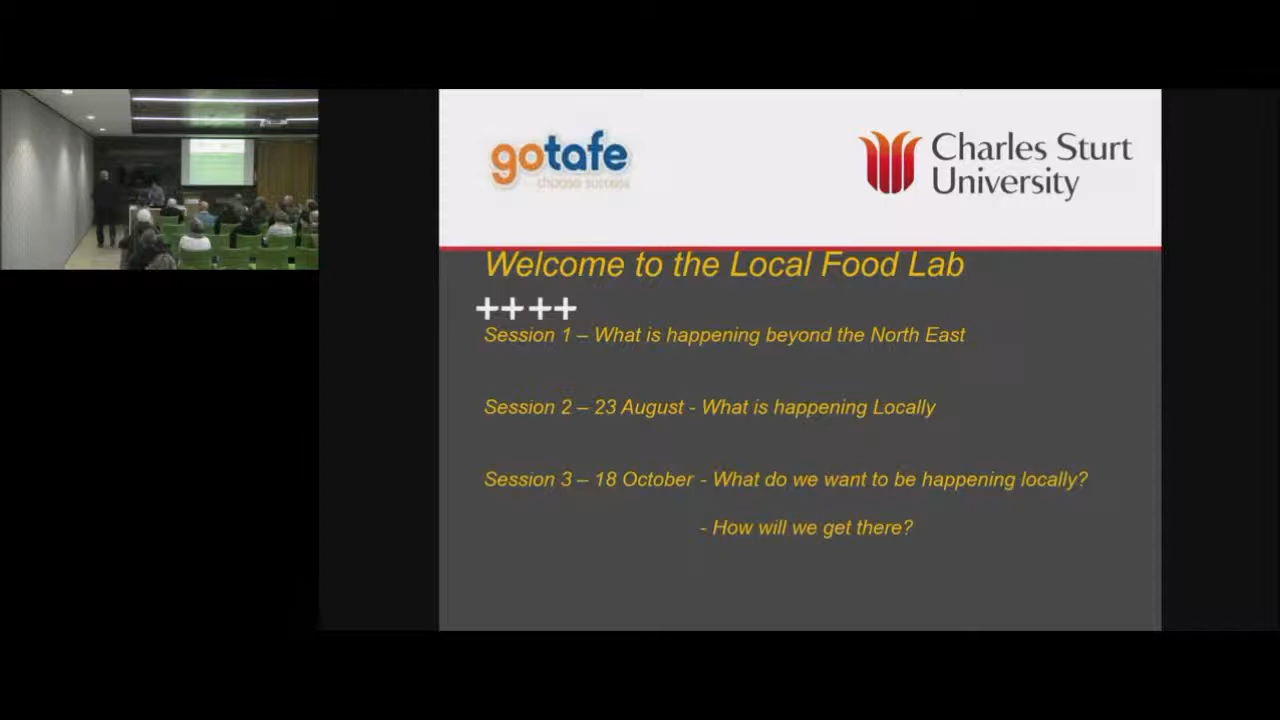 gotafe
choose success
Charles Sturt
University
Welcome to the Local Food Lab
++++
Session 1 – What is happening beyond the North East
Session 2 – 23 August - What is happening Locally
Session 3 – 18 October - What do we want to be happening locally?
- How will we get there?